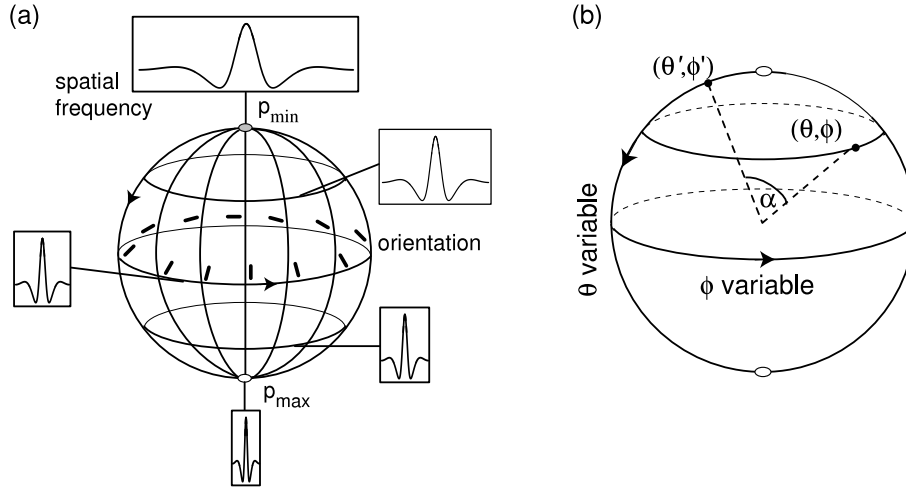 (a)
spatial
frequency
p_min
orientation
p_max
(b)
(θ′,ϕ')
(θ,ϕ)
α
θ variable
ϕ variable